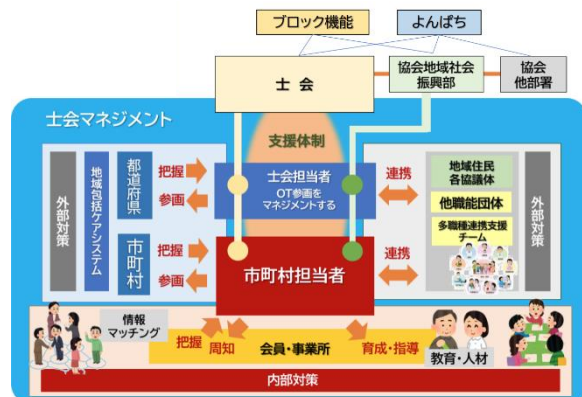 ブロック機能
よんぱち
士 会
協会地域社会
振興部
協会
他部署
士会マネジメント
支援体制
外部対策
地域包括ケアシステム
都道府県
把握
参画
士会担当者
OT参画を
マネジメントする
連携
地域住民
各協議体
他職能団体
多職種連携支援
チーム
外部対策
市町村
把握
参画
市町村担当者
連携
情報
マッチング
把握
周知
会員・事業所
育成・指導
教育・人材
内部対策